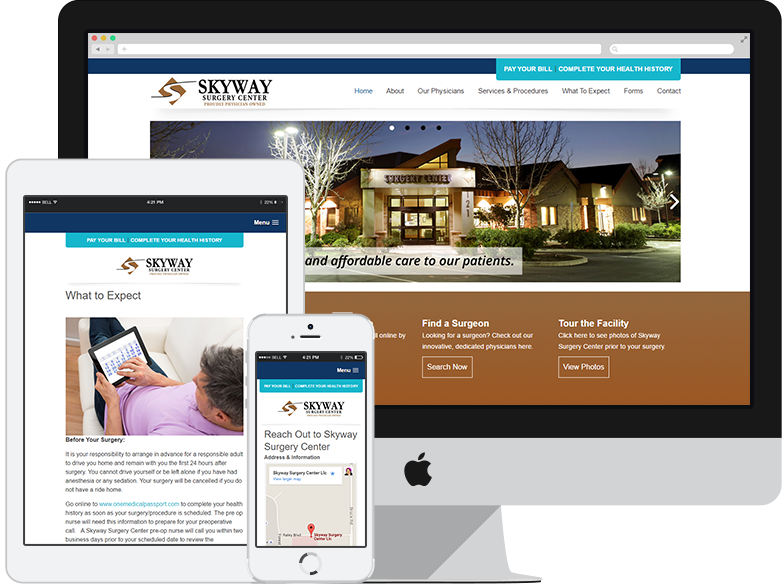 PAY YOUR BILL | COMPLETE YOUR HEALTH HISTORY
SKYWAY
SURGERY CENTER
PROUDLY PHYSICIAN OWNED
Home About Our Physicians Services & Procedures What To Expect Forms Contact
SURGERY CENTER
121
and affordable care to our patients.
ll online by
Find a Surgeon
Looking for a surgeon? Check out our
innovative, dedicated physicians here.
Search Now
Tour the Facility
Click here to see photos of Skyway
Surgery Center prior to your surgery.
View Photos
BELL 4:21 PM 22%
Menu
PAY YOUR BILL | COMPLETE YOUR HEALTH HISTORY
SKYWAY
SURGERY CENTER
PROUDLY PHYSICIAN OWNED
What to Expect
Before Your Surgery:
It is your responsibility to arrange in advance for a responsible adult
to drive you home and remain with you the first 24 hours after
surgery. You cannot drive yourself or be left alone if you have had
anesthesia or any sedation. Your surgery will be cancelled if you do
not have a ride home.
Go online to www.onemedicalpassport.com to complete your health
history as soon as your surgery/procedure is scheduled. The pre op
nurse will need this information to prepare for your preoperative
call. A Skyway Surgery Center pre-op nurse will call you within two
business days prior to your scheduled date to review the
BELL 4:21 PM 22%
Menu
PAY YOUR BILL | COMPLETE YOUR HEALTH HISTORY
SKYWAY
SURGERY CENTER
Reach Out to Skyway
Surgery Center
Address & Information
Skyway Surgery Center Llc
View larger map
Raley Blvd
Skyway Surgery
Center Llc